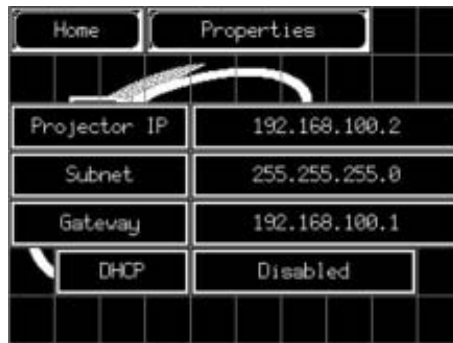 Home Properties
Projector IP 192.168.100.2
Subnet 255.255.255.0
Gateway 192.168.100.1
DHCP Disabled